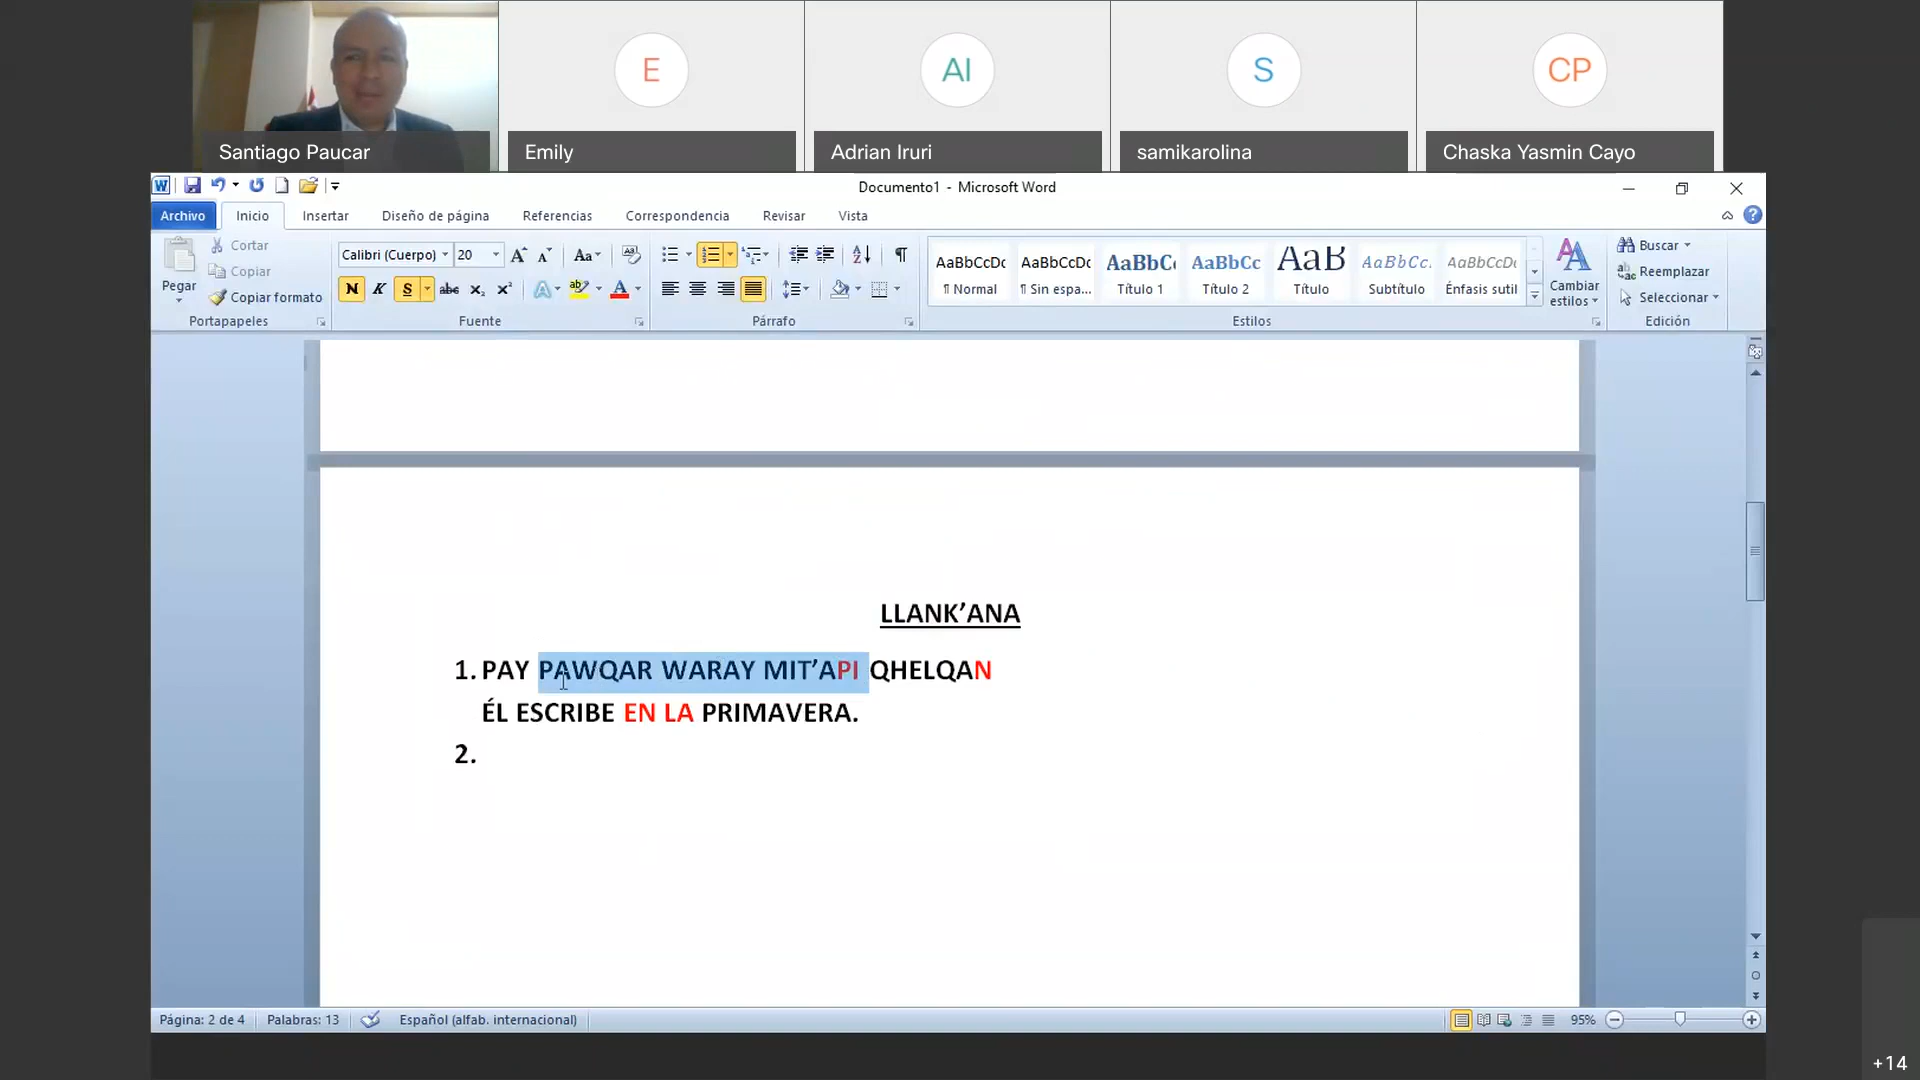 E
AI
S
CP
Santiago Paucar
Emily
Adrian Iruri
samikarolina
Chaska Yasmin Cayo
Documento1 - Microsoft Word
Archivo
Inicio
Insertar
Diseño de página
Referencias
Correspondencia
Revisar
Vista
Pegar
Cortar
Copiar
Copiar formato
Portapapeles
Calibri (Cuerpo)
20
Fuente
Párrafo
AaBbCcDc
¶ Normal
AaBbCcDc
¶ Sin espa...
AaBbC
Título 1
AaBbCc
Título 2
AaB
Título
AaBbCc.
Subtítulo
AaBbCcDc
Énfasis sutil
Cambiar estilos
Estilos
Buscar
Reemplazar
Seleccionar
Edición
LLANK’ANA
1. PAY PAWQAR WARAY MIT’API QHELQAN
ÉL ESCRIBE EN LA PRIMAVERA.
2.
Página: 2 de 4
Palabras: 13
Español (alfab. internacional)
95%
+14